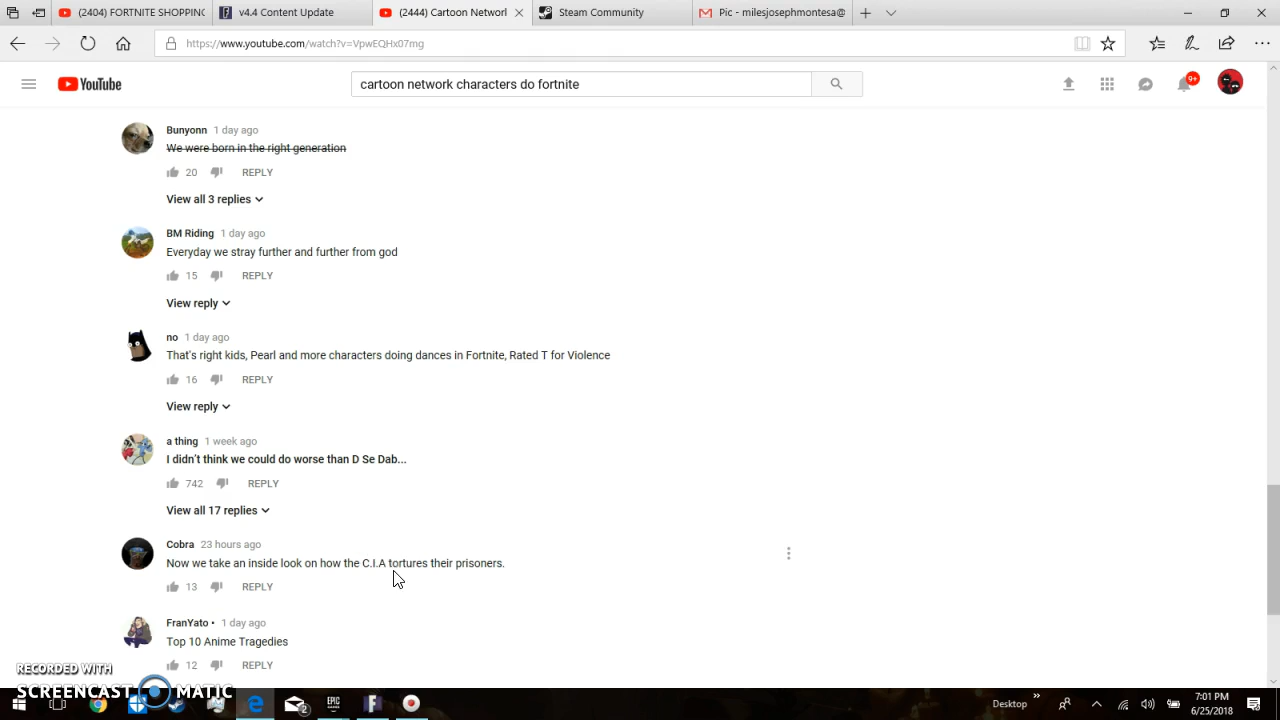 (2404) FORTNITE SHOPPING
v4.4 Content Update
(2444) Cartoon Network
Steam Community
Pic - milesjosephmontesa@
https://www.youtube.com/watch?v=VpwEQHx07mg
YouTube
cartoon network characters do fortnite
9+
Bunyonn 1 day ago
We were born in the right generation
20 REPLY
View all 3 replies
BM Riding 1 day ago
Everyday we stray further and further from god
15 REPLY
View reply
no 1 day ago
That's right kids, Pearl and more characters doing dances in Fortnite, Rated T for Violence
16 REPLY
View reply
a thing 1 week ago
I didn't think we could do worse than D Se Dab...
742 REPLY
View all 17 replies
Cobra 23 hours ago
Now we take an inside look on how the C.I.A tortures their prisoners.
13 REPLY
FranYato • 1 day ago
Top 10 Anime Tragedies
12 REPLY
RECORDED WITH
SCREENCAST MATIC
2
EPIC
Desktop
7:01 PM
6/25/2018